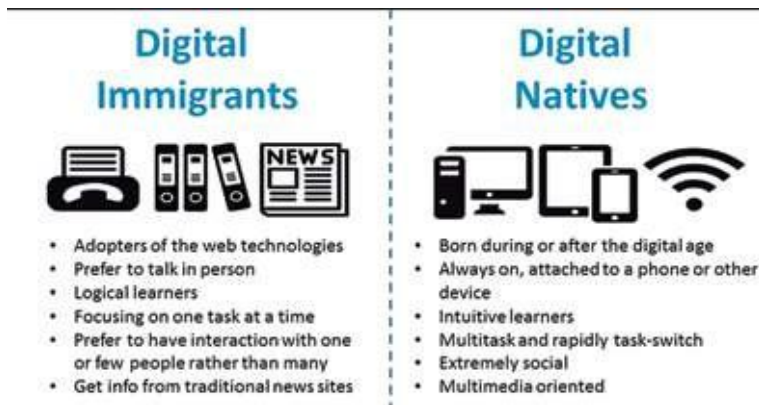 Digital
Immigrants
NEWS
• Adopters of the web technologies
• Prefer to talk in person
• Logical learners
• Focusing on one task at a time
• Prefer to have interaction with one
or few people rather than many
• Get info from traditional news sites
Digital
Natives
• Born during or after the digital age
• Always on, attached to a phone or other
device
• Intuitive learners
• Multitask and rapidly task-switch
• Extremely social
• Multimedia oriented